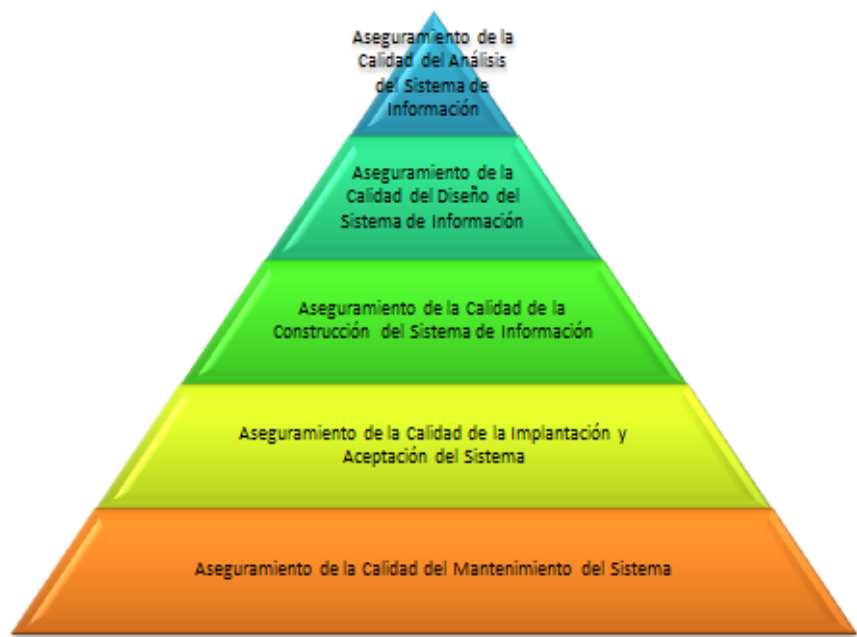 Aseguramiento de la
Calidad del Análisis
del Sistema de
Información
Aseguramiento de la
Calidad del Diseño del
Sistema de Información
Aseguramiento de la Calidad de la
Construcción del Sistema de Información
Aseguramiento de la Calidad de la Implantación y
Aceptación del Sistema
Aseguramiento de la Calidad del Mantenimiento del Sistema